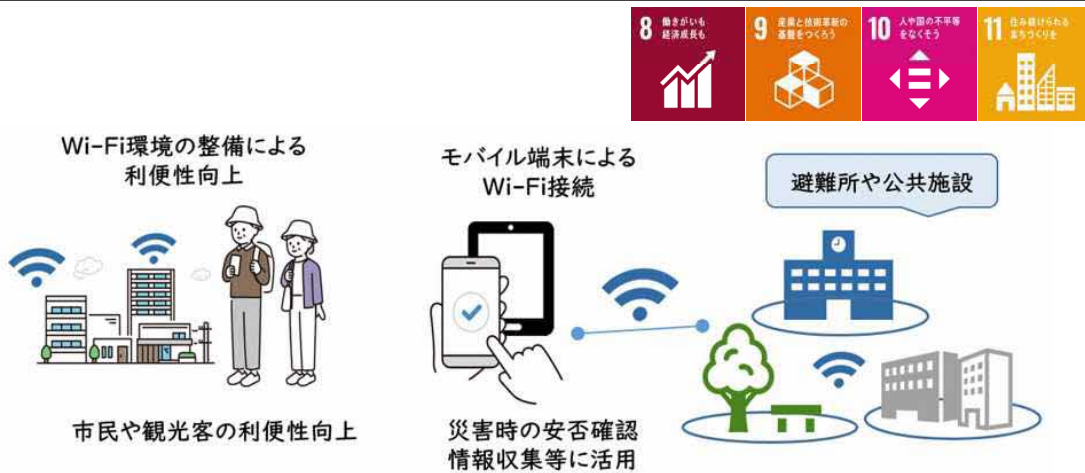 8 働きがいも
経済成長も
9 産業と技術革新の
基盤をつくろう
10 人や国の不平等
をなくそう
11 住み続けられる
まちづくりを
Wi-Fi環境の整備による
利便性向上
モバイル端末による
Wi-Fi接続
避難所や公共施設
市民や観光客の利便性向上
災害時の安否確認
情報収集等に活用